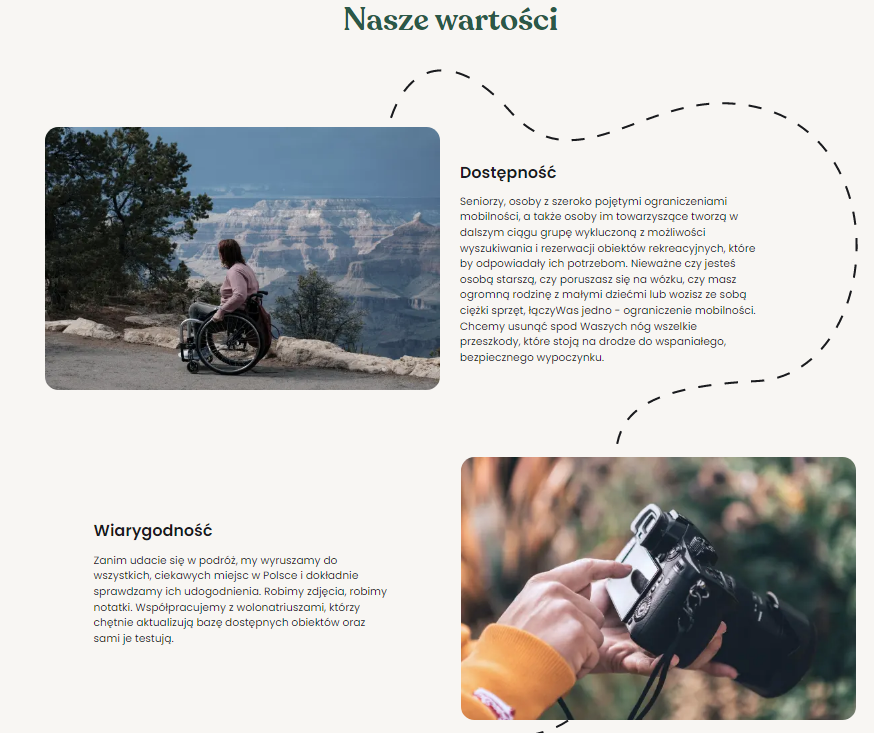 Nasze wartości
Dostępność
Seniorzy, osoby z szeroko pojętymi ograniczeniami
mobilności, a także osoby im towarzyszące tworzą w
dalszym ciągu grupę wykluczoną z możliwości
wyszukiwania i rezerwacji obiektów rekreacyjnych, które
by odpowiadały ich potrzebom. Nieważne czy jesteś
osobą starszą, czy poruszasz się na wózku, czy masz
ogromną rodzinę z małymi dziećmi lub wozisz ze sobą
ciężki sprzęt, łączyWas jedno - ograniczenie mobilności.
Chcemy usunąć spod Waszych nóg wszelkie
przeszkody, które stoją na drodze do wspaniałego,
bezpiecznego wypoczynku.
Wiarygodność
Zanim udacie się w podróż, my wyruszamy do
wszystkich, ciekawych miejsc w Polsce i dokładnie
sprawdzamy ich udogodnienia. Robimy zdjęcia, robimy
notatki. Współpracujemy z wolonatriuszami, którzy
chętnie aktualizują bazę dostępnych obiektów oraz
sami je testują.